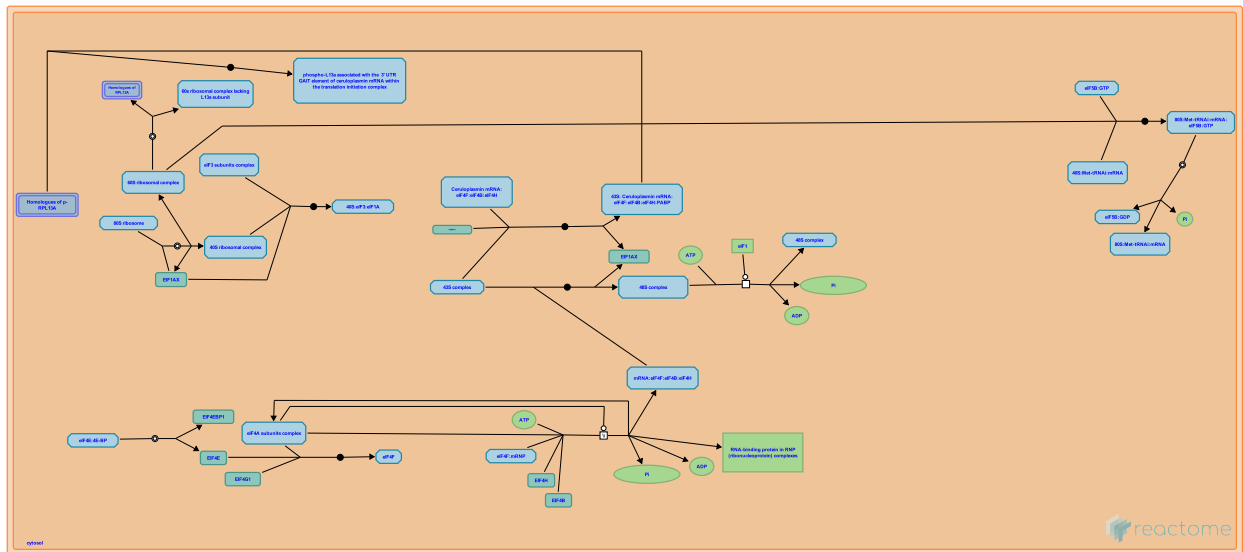 phospho-L13a associated with the 3' UTR
GAIT element of ceruloplasmin mRNA within
the translation initiation complex
Homologues of
RPL13A
60s ribosomal complex lacking
L13a subunit
eIF5B:GTP
80S:Met-tRNAi:mRNA:
eIF5B:GTP
eIF3 subunits complex
60S ribosomal complex
Ceruloplasmin mRNA:
eIF4F:eIF4B:eIF4H
43S: Ceruloplasmin mRNA:
eIF4F:eIF4B:eIF4H:PABP
48S:Met-tRNAi:mRNA
Homologues of p-
RPL13A
40S:eIF3:eIF1A
80S ribosome
eIF5B:GDP
Pi
40S ribosomal complex
80S:Met-tRNAi:mRNA
EIF1AX
ATP
eIF1
48S complex
EIF1AX
43S complex
48S complex
Pi
ADP
mRNA:eIF4F:eIF4B:eIF4H
EIF4EBP1
ATP
eIF4E:4E-BP
eIF4A subunits complex
RNA-binding protein in RNP
(ribonucleoprotein) complexes
EIF4E
eIF4F
eIF4F:mRNP
EIF4G1
EIF4H
Pi
ADP
EIF4B
cytosol
reactome